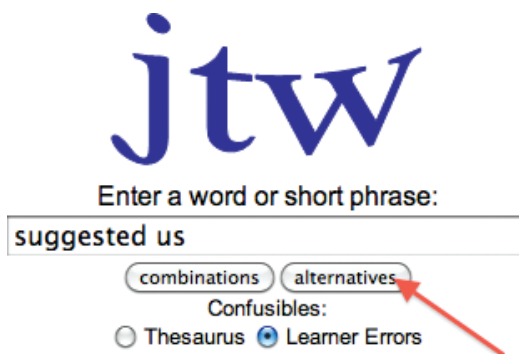 jtw
Enter a word or short phrase:
suggested us
combinations alternatives
Confusibles:
Thesaurus Learner Errors